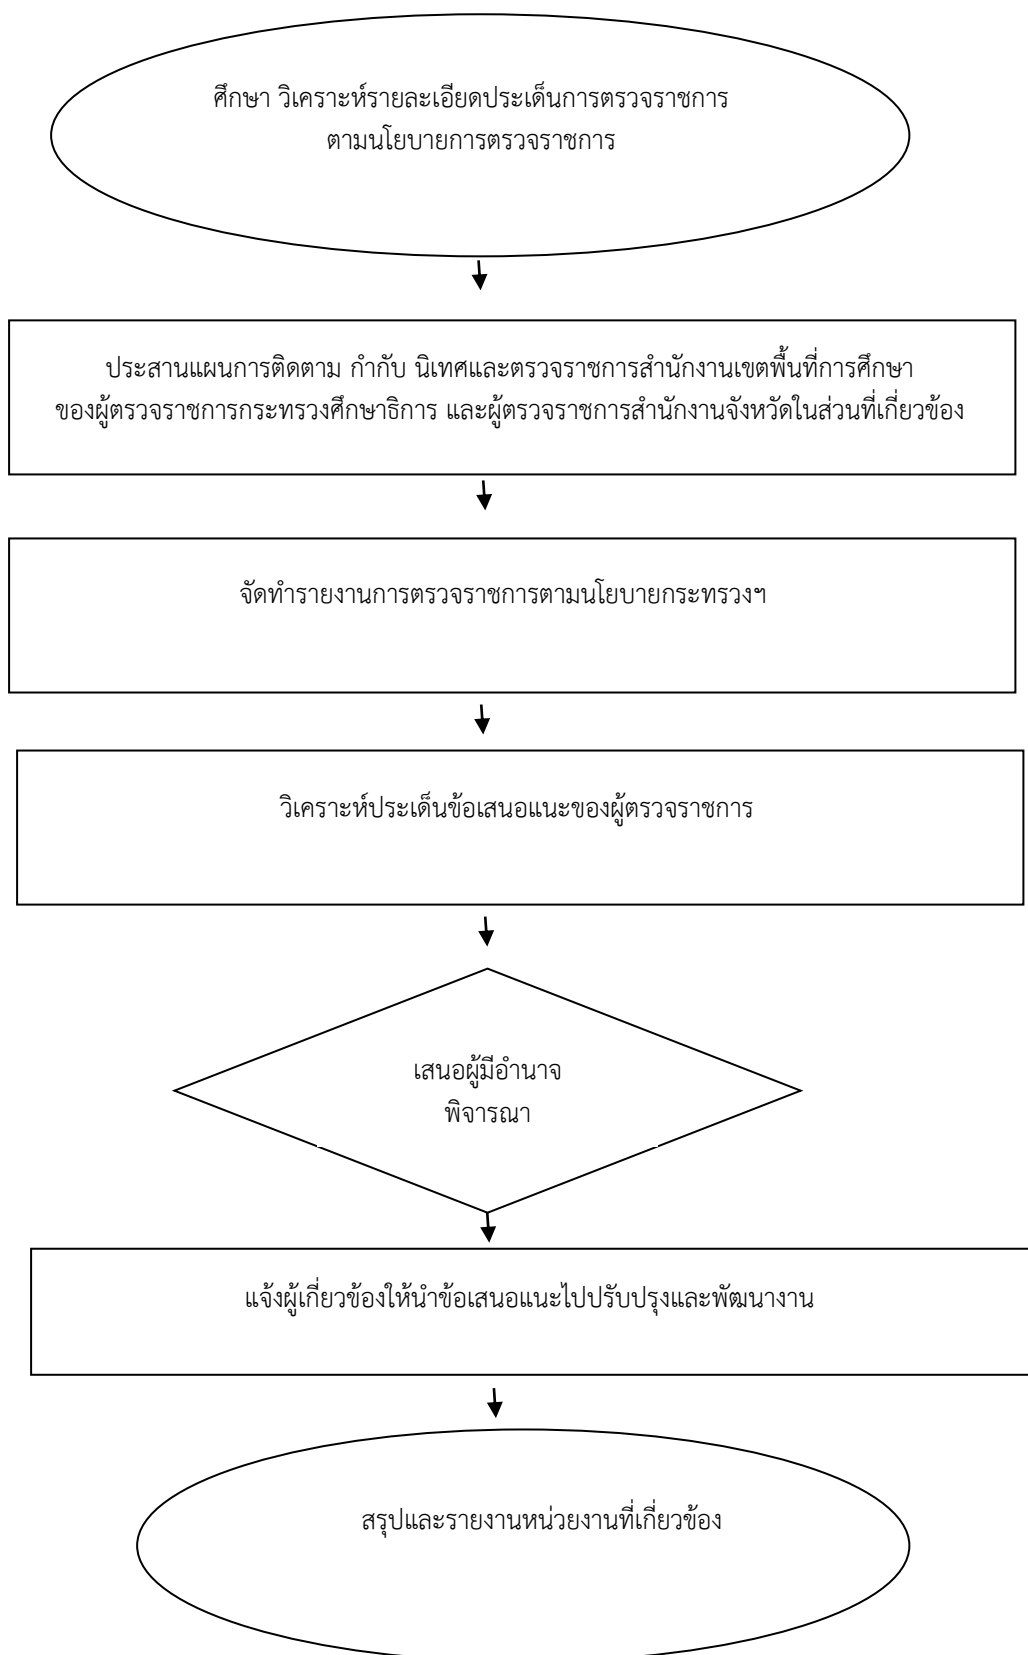 ศึกษา วิเคราะห์รายละเอียดประเด็นการตรวจราชการ
ตามนโยบายการตรวจราชการ
ประสานแผนการติดตาม กำกับ นิเทศและตรวจราชการสำนักงานเขตพื้นที่การศึกษา
ของผู้ตรวจราชการกระทรวงศึกษาธิการ และผู้ตรวจราชการสำนักงานจังหวัดในส่วนที่เกี่ยวข้อง
จัดทำรายงานการตรวจราชการตามนโยบายกระทรวงฯ
วิเคราะห์ประเด็นข้อเสนอแนะของผู้ตรวจราชการ
เสนอผู้มีอำนาจ
พิจารณา
แจ้งผู้เกี่ยวข้องให้นำข้อเสนอแนะไปปรับปรุงและพัฒนางาน
สรุปและรายงานหน่วยงานที่เกี่ยวข้อง